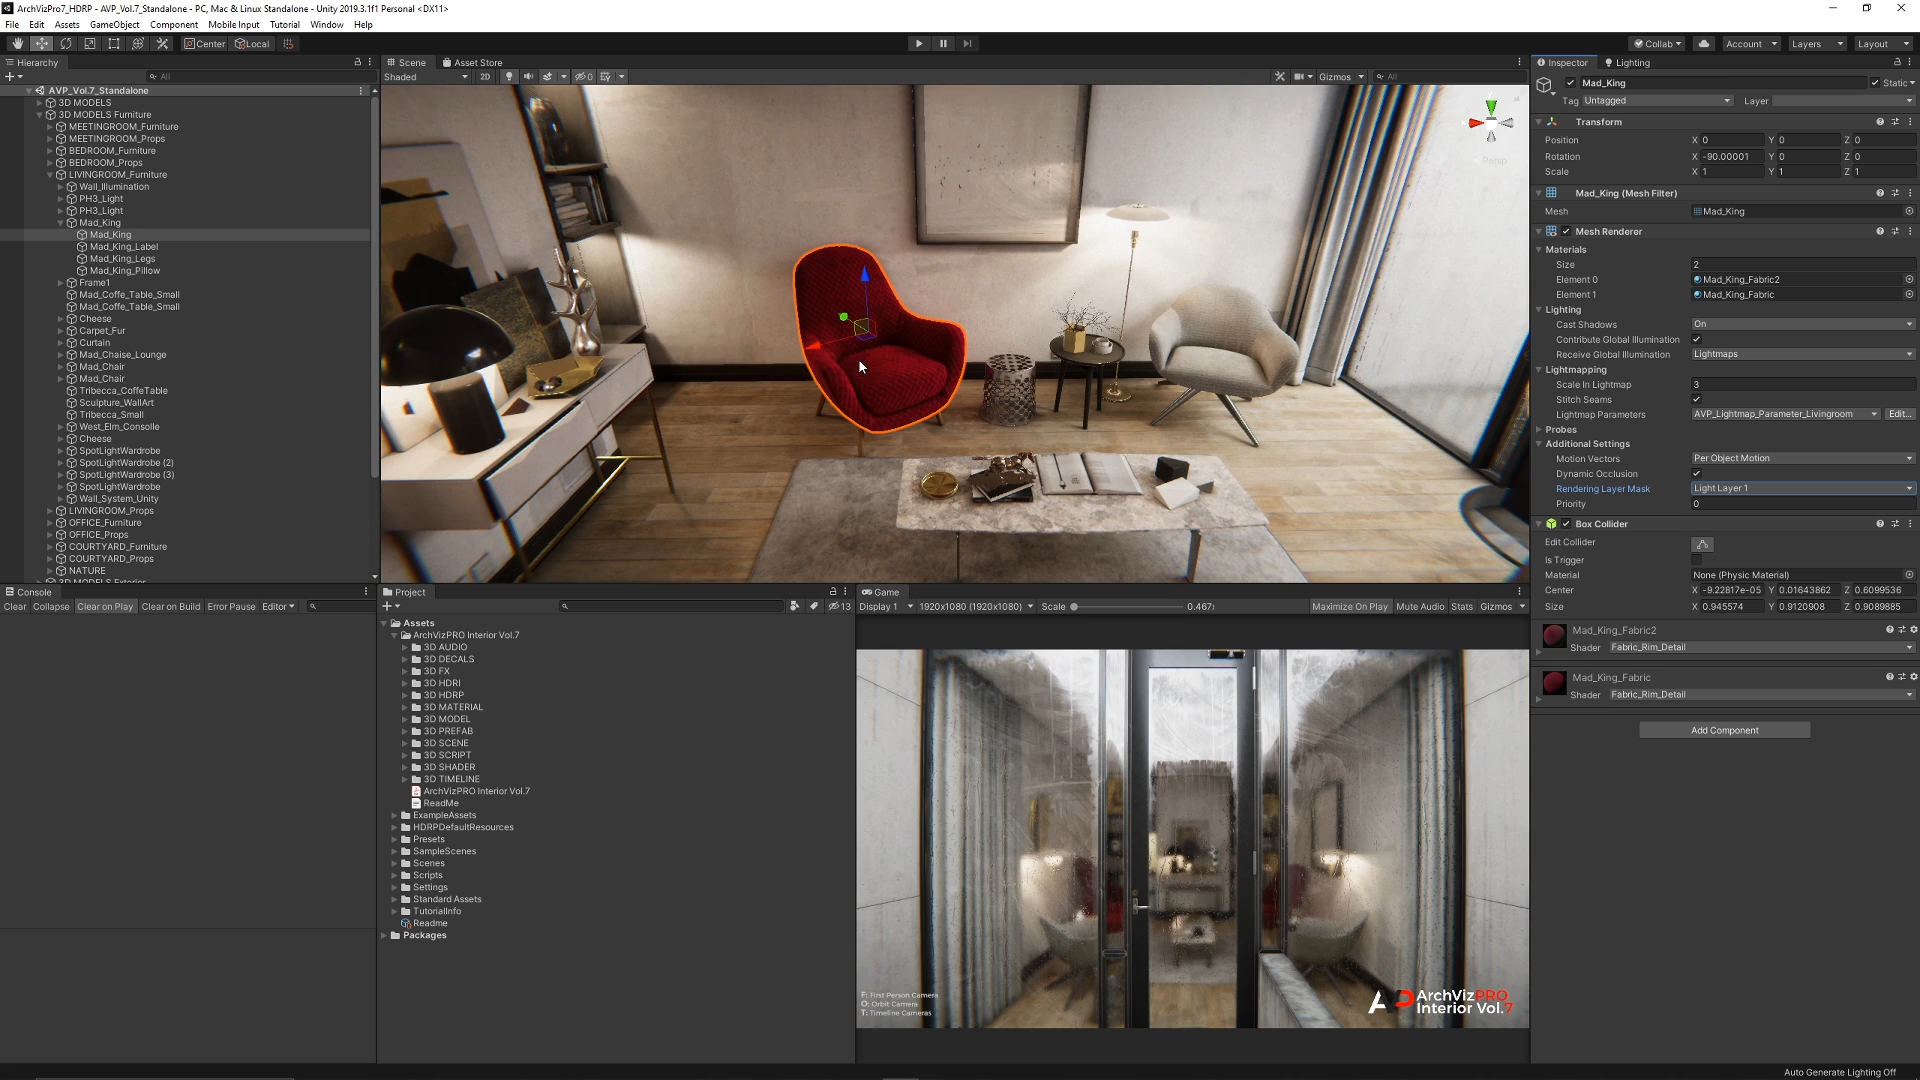 ArchVizPro7_HDRP - AVP_Vol.7_Standalone - PC, Mac & Linux Standalone - Unity 2019.3.1f1 Personal <DX11>
File Edit Assets GameObject Component Mobile Input Tutorial Window Help
Center Local Collab Account Layers Layout
Hierarchy
All
AVP_Vol.7_Standalone
3D MODELS
3D MODELS Furniture
MEETINGROOM_Furniture
MEETINGROOM_Props
BEDROOM_Furniture
BEDROOM_Props
LIVINGROOM_Furniture
Wall_Illumination
PH3_Light
PH3_Light
Mad_King
Mad_King
Mad_King_Label
Mad_King_Legs
Mad_King_Pillow
Frame1
Mad_Coffe_Table_Small
Mad_Coffe_Table_Small
Cheese
Carpet_Fur
Curtain
Mad_Chaise_Lounge
Mad_Chair
Mad_Chair
Tribecca_CoffeTable
Sculpture_WallArt
Tribecca_Small
West_Elm_Consolle
Cheese
SpotLightWardrobe
SpotLightWardrobe (2)
SpotLightWardrobe (3)
SpotLightWardrobe
Wall_System_Unity
LIVINGROOM_Props
OFFICE_Furniture
OFFICE_Props
COURTYARD_Furniture
COURTYARD_Props
NATURE
3D MODELS Exterior
Scene Asset Store
Shaded 2D 0 Gizmos All
Persp
Console
Clear Collapse Clear on Play Clear on Build Error Pause Editor
Project
13
Assets
ArchVizPRO Interior Vol.7
3D AUDIO
3D DECALS
3D FX
3D HDRI
3D HDRP
3D MATERIAL
3D MODEL
3D PREFAB
3D SCENE
3D SCRIPT
3D SHADER
3D TIMELINE
ArchVizPRO Interior Vol.7
ReadMe
ExampleAssets
HDRPDefaultResources
Presets
SampleScenes
Scenes
Scripts
Settings
Standard Assets
TutorialInfo
Readme
Packages
Game
Display 1 1920x1080 (1920x1080) Scale 0.467 Maximize On Play Mute Audio Stats Gizmos
F: First Person Camera
O: Orbit Camera
T: Timeline Cameras
ArchVizPRO
Interior Vol.7
Inspector Lighting
Mad_King Static
Tag Untagged Layer
Transform
Position X 0 Y 0 Z 0
Rotation X -90.00001 Y 0 Z 0
Scale X 1 Y 1 Z 1
Mad_King (Mesh Filter)
Mesh Mad_King
Mesh Renderer
Materials
Size 2
Element 0 Mad_King_Fabric2
Element 1 Mad_King_Fabric
Lighting
Cast Shadows On
Contribute Global Illumination
Receive Global Illumination Lightmaps
Lightmapping
Scale In Lightmap 3
Stitch Seams
Lightmap Parameters AVP_Lightmap_Parameter_Livingroom Edit...
Probes
Additional Settings
Motion Vectors Per Object Motion
Dynamic Occlusion
Rendering Layer Mask Light Layer 1
Priority 0
Box Collider
Edit Collider
Is Trigger
Material None (Physic Material)
Center X -9.22817e-05 Y 0.01643862 Z 0.6099536
Size X 0.945574 Y 0.9120908 Z 0.9089885
Mad_King_Fabric2
Shader Fabric_Rim_Detail
Mad_King_Fabric
Shader Fabric_Rim_Detail
Add Component
Auto Generate Lighting Off